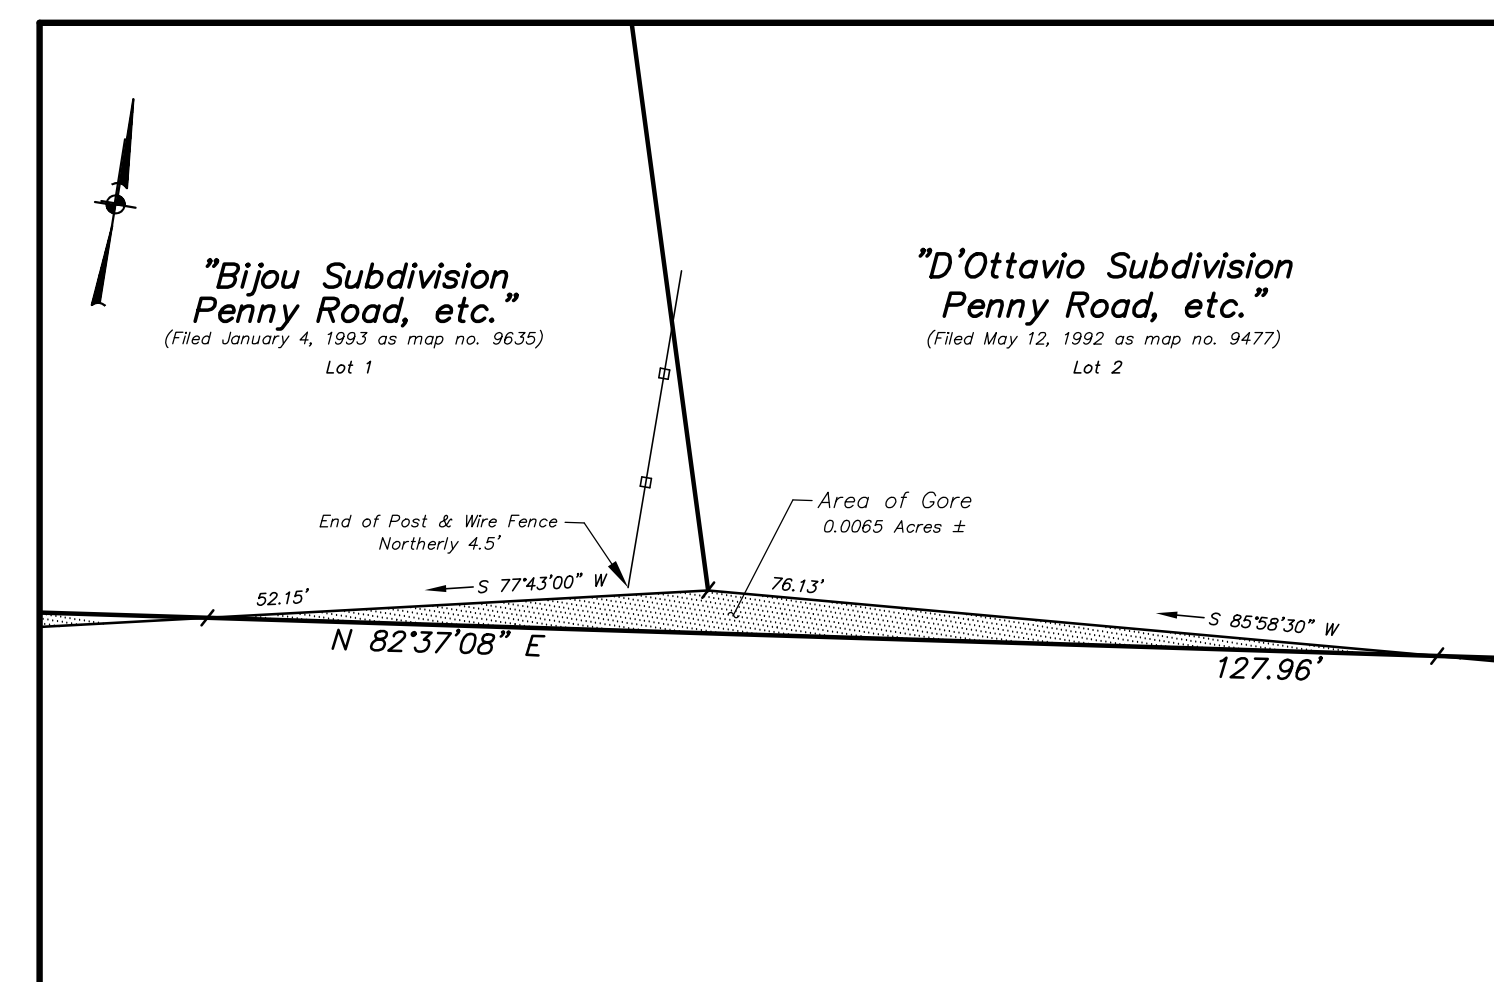 "Bijou Subdivision
Penny Road, etc."
(Filed January 4, 1993 as map no. 9635)
Lot 1
"D'Ottavio Subdivision
Penny Road, etc."
(Filed May 12, 1992 as map no. 9477)
Lot 2
Area of Gore
0.0065 Acres ±
End of Post & Wire Fence
Northerly 4.5'
52.15'
S 77°43'00" W
76.13'
S 85°58'30" W
N 82°37'08" E
127.96'